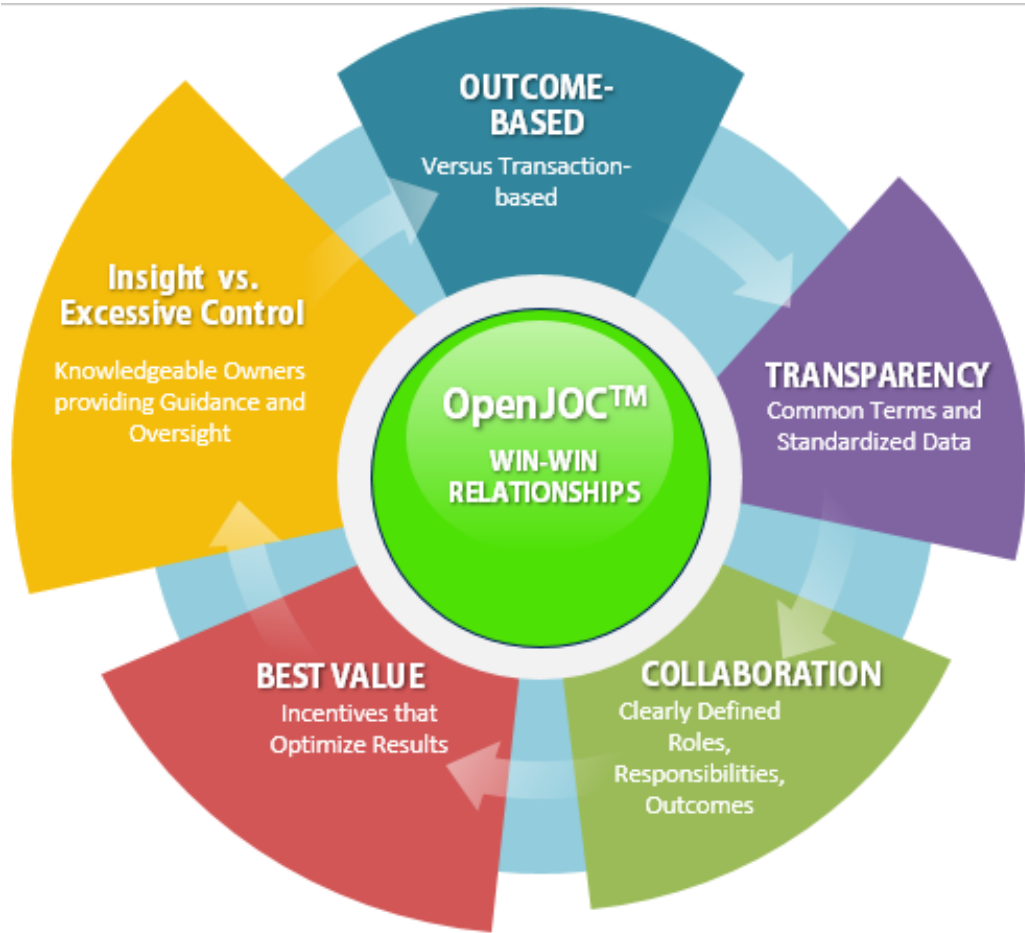 OUTCOME-
BASED
Versus Transaction-
based
TRANSPARENCY
Common Terms and
Standardized Data
COLLABORATION
Clearly Defined
Roles,
Responsibilities,
Outcomes
BEST VALUE
Incentives that
Optimize Results
Insight vs.
Excessive Control
Knowledgeable Owners
providing Guidance and
Oversight
OpenJOC™
WIN-WIN
RELATIONSHIPS